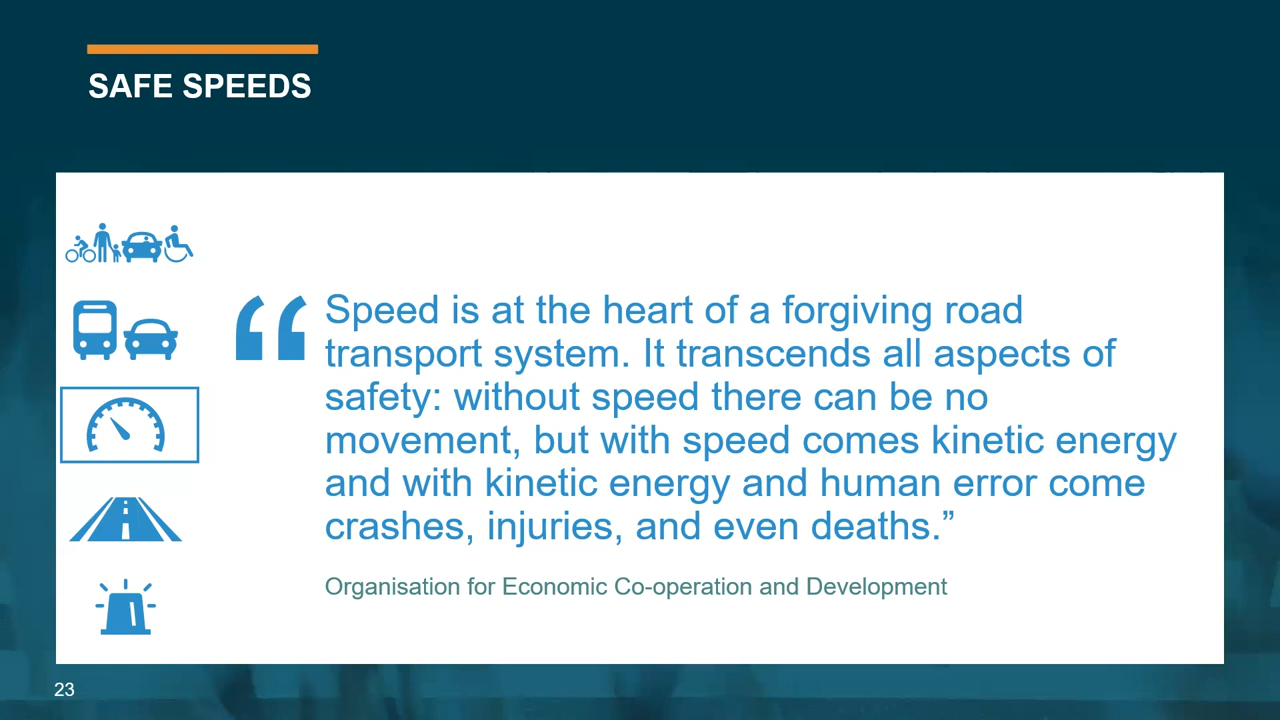 SAFE SPEEDS
“Speed is at the heart of a forgiving road
transport system. It transcends all aspects of
safety: without speed there can be no
movement, but with speed comes kinetic energy
and with kinetic energy and human error come
crashes, injuries, and even deaths.”
Organisation for Economic Co-operation and Development
23